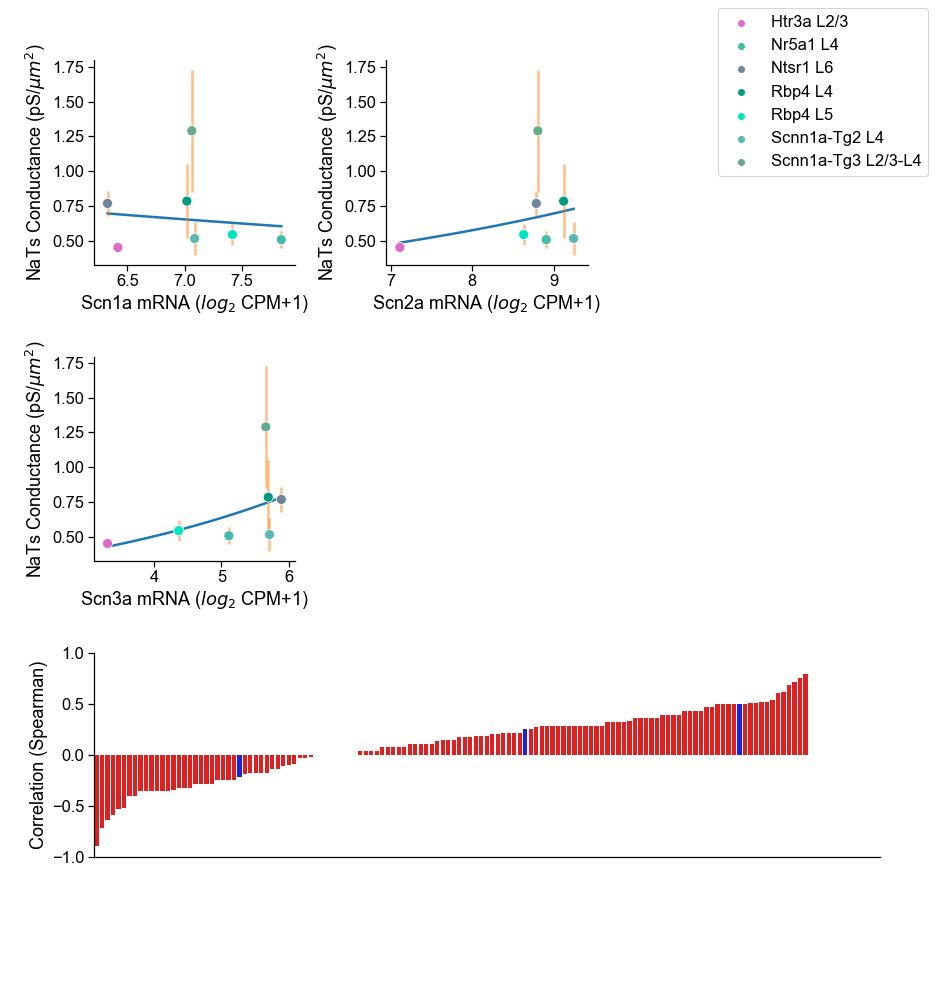 Htr3a L2/3
Nr5a1 L4
Ntsr1 L6
Rbp4 L4
Rbp4 L5
Scnn1a-Tg2 L4
Scnn1a-Tg3 L2/3-L4
NaTs Conductance (pS/μm²)
1.75
1.50
1.25
1.00
0.75
0.50
6.5 7.0 7.5
Scn1a mRNA (log₂ CPM+1)
NaTs Conductance (pS/μm²)
1.75
1.50
1.25
1.00
0.75
0.50
7 8 9
Scn2a mRNA (log₂ CPM+1)
NaTs Conductance (pS/μm²)
1.75
1.50
1.25
1.00
0.75
0.50
4 5 6
Scn3a mRNA (log₂ CPM+1)
Correlation (Spearman)
1.0
0.5
0.0
−0.5
−1.0